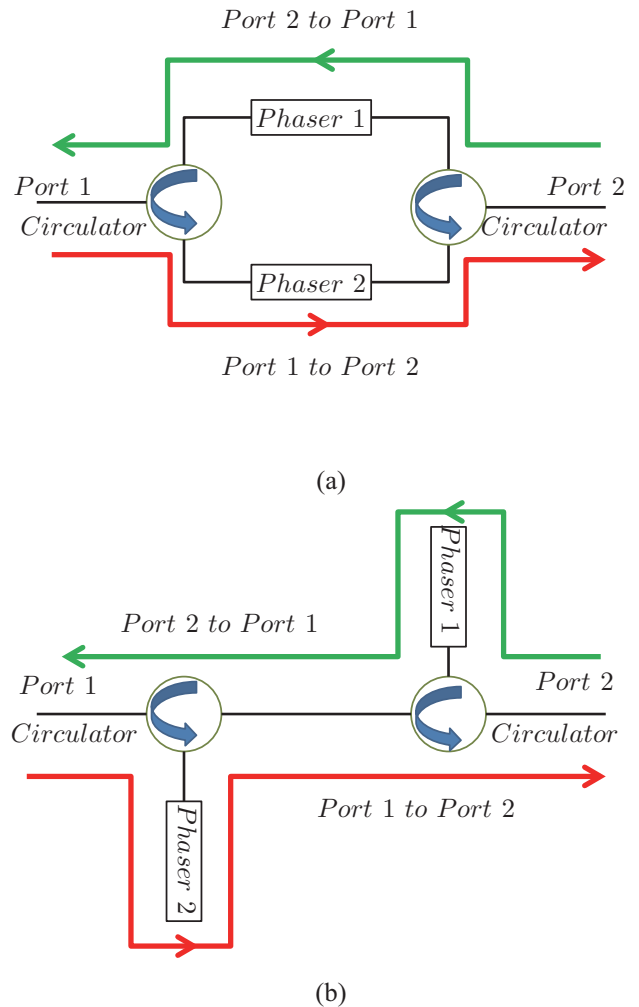 Port 2 to Port 1
Phaser 1
Port 1
Port 2
Circulator
Circulator
Phaser 2
Port 1 to Port 2
(a)
Phaser 1
Port 2 to Port 1
Port 1
Port 2
Circulator
Circulator
Phaser 2
Port 1 to Port 2
(b)